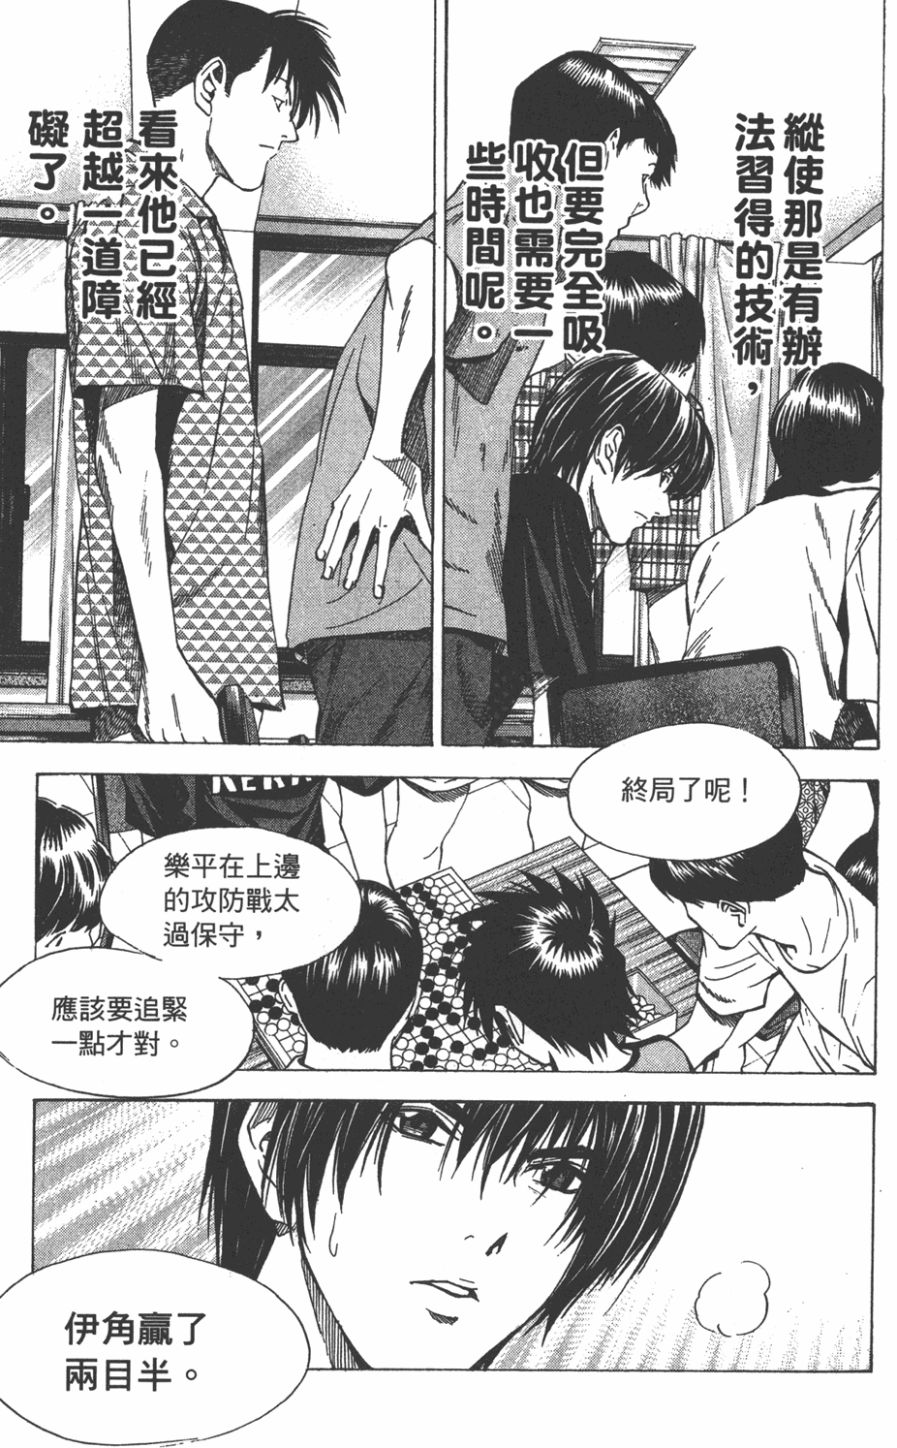 縱使那是有辦
法習得的技術，
但要完全吸
收也需要一
些時間呢。
看來他已經
超越一道障
礙了。
終局了呢！
樂平在上邊
的攻防戰太
過保守，
應該要追緊
一點才對。
伊角贏了
兩目半。